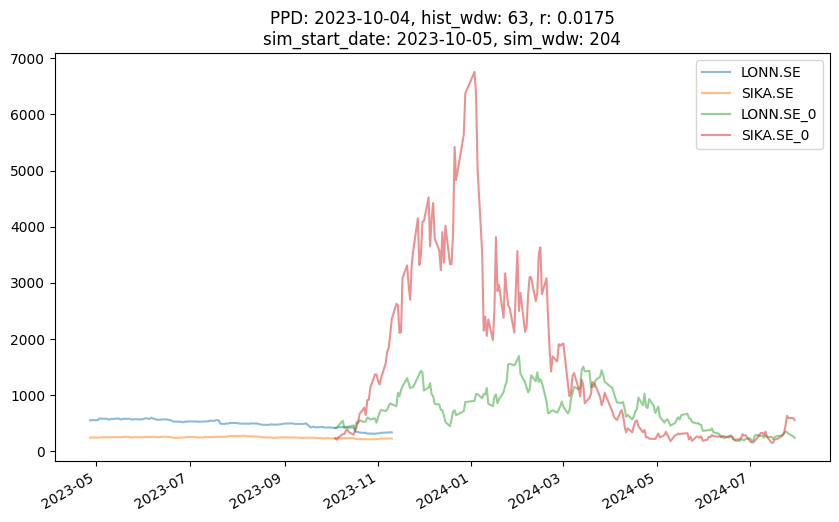 PPD: 2023-10-04, hist_wdw: 63, r: 0.0175
sim_start_date: 2023-10-05, sim_wdw: 204
7000
6000
5000
4000
3000
2000
1000
0
LONN.SE
SIKA.SE
LONN.SE_0
SIKA.SE_0
2023-05
2023-07
2023-09
2023-11
2024-01
2024-03
2024-05
2024-07